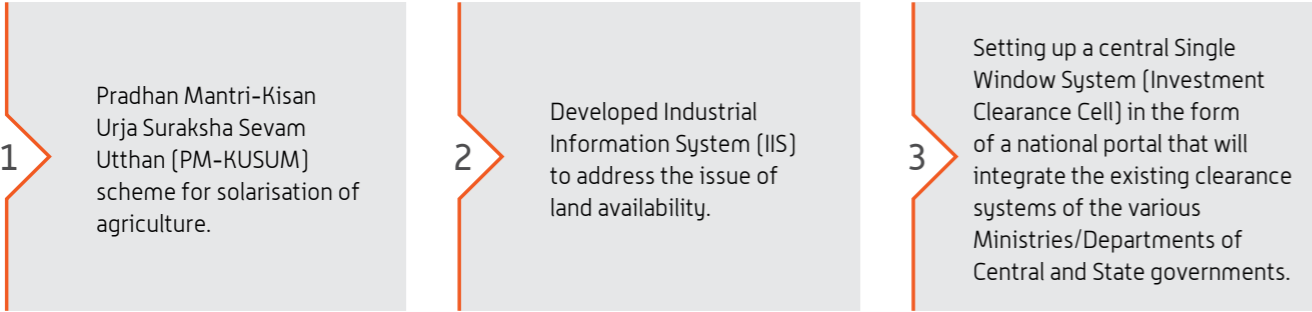 1
Pradhan Mantri-Kisan
Urja Suraksha Sevam
Utthan (PM-KUSUM)
scheme for solarisation of
agriculture.
2
Developed Industrial
Information System (IIS)
to address the issue of
land availability.
3
Setting up a central Single
Window System (Investment
Clearance Cell) in the form
of a national portal that will
integrate the existing clearance
systems of the various
Ministries/Departments of
Central and State governments.